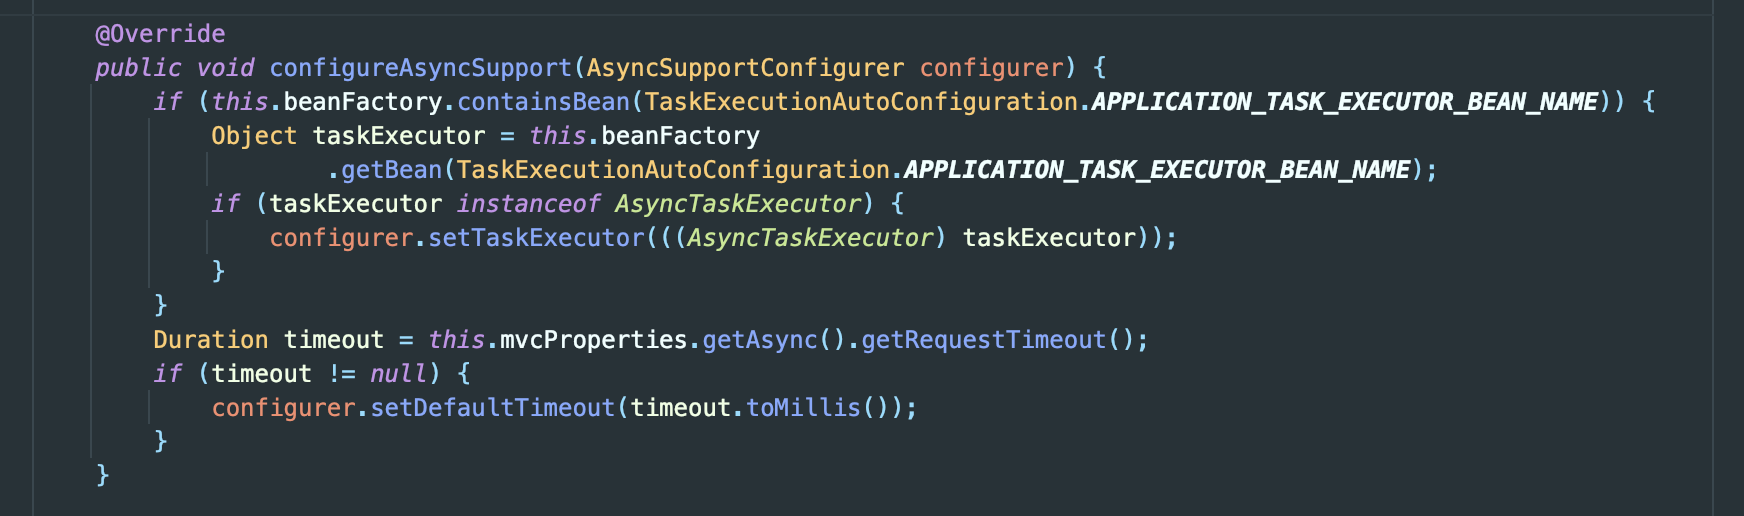 @Override
public void configureAsyncSupport(AsyncSupportConfigurer configurer) {
if (this.beanFactory.containsBean(TaskExecutionAutoConfiguration.APPLICATION_TASK_EXECUTOR_BEAN_NAME)) {
Object taskExecutor = this.beanFactory
.getBean(TaskExecutionAutoConfiguration.APPLICATION_TASK_EXECUTOR_BEAN_NAME);
if (taskExecutor instanceof AsyncTaskExecutor) {
configurer.setTaskExecutor(((AsyncTaskExecutor) taskExecutor));
}
}
Duration timeout = this.mvcProperties.getAsync().getRequestTimeout();
if (timeout != null) {
configurer.setDefaultTimeout(timeout.toMillis());
}
}